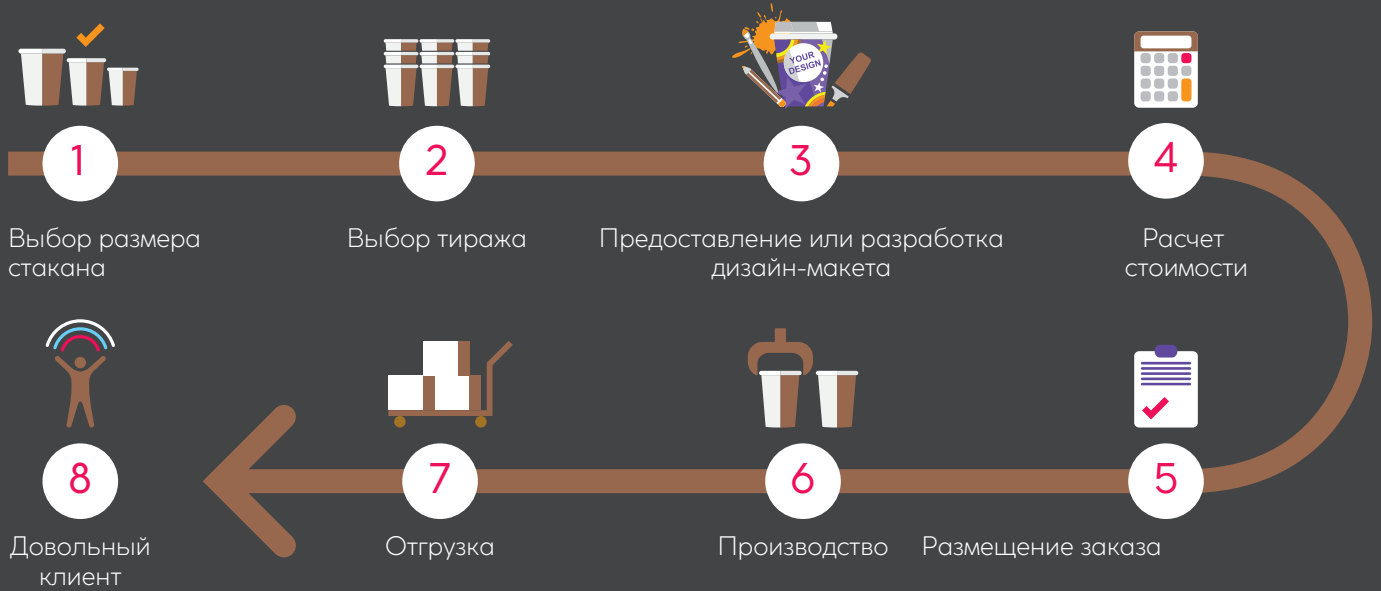 YOUR
DESIGN
1
2
3
4
Выбор размера
стакана
Выбор тиража
Предоставление или разработка
дизайн-макета
Расчет
стоимости
8
7
6
5
Довольный
клиент
Отгрузка
Производство
Размещение заказа